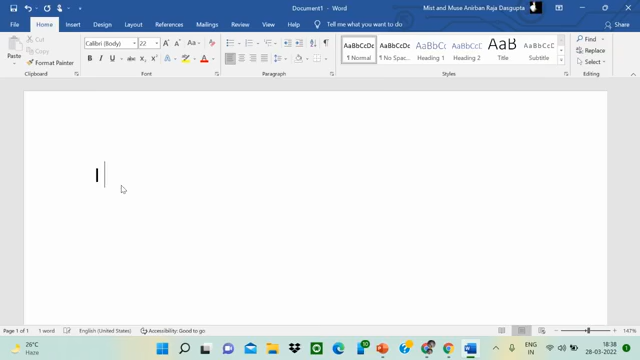 Document1 - Word
Mist and Muse Anirban Raja Dasgupta
File Home Insert Design Layout References Mailings Review View Help Tell me what you want to do Share
Paste
Cut
Copy
Format Painter
Calibri (Body) 22
AaBbCcDc AaBbCcDc AaBbCc AaBbCcD AaB AaBbCcD
¶ Normal ¶ No Spac... Heading 1 Heading 2 Title Subtitle
Find
Replace
Select
Clipboard Font Paragraph Styles Editing
I
Page 1 of 1 1 word English (United States) Accessibility: Good to go 147%
26°C
Haze
ENG
IN
18:38
28-03-2022